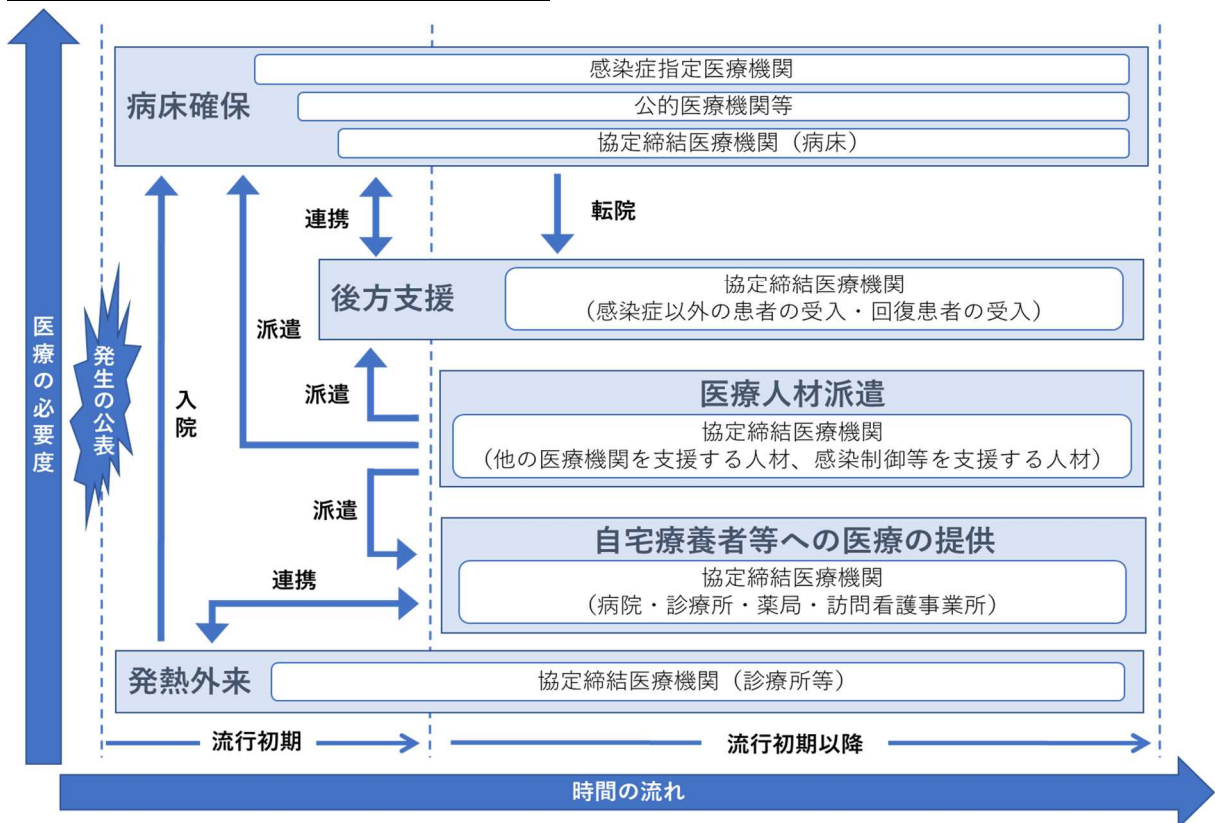 病床確保
感染症指定医療機関
公的医療機関等
協定締結医療機関（病床）
連携
転院
後方支援
協定締結医療機関
（感染症以外の患者の受入・回復患者の受入）
医療の必要度
発生の公表
入院
派遣
派遣
医療人材派遣
協定締結医療機関
（他の医療機関を支援する人材、感染制御等を支援する人材）
派遣
自宅療養者等への医療の提供
協定締結医療機関
（病院・診療所・薬局・訪問看護事業所）
連携
発熱外来
協定締結医療機関（診療所等）
流行初期
流行初期以降
時間の流れ